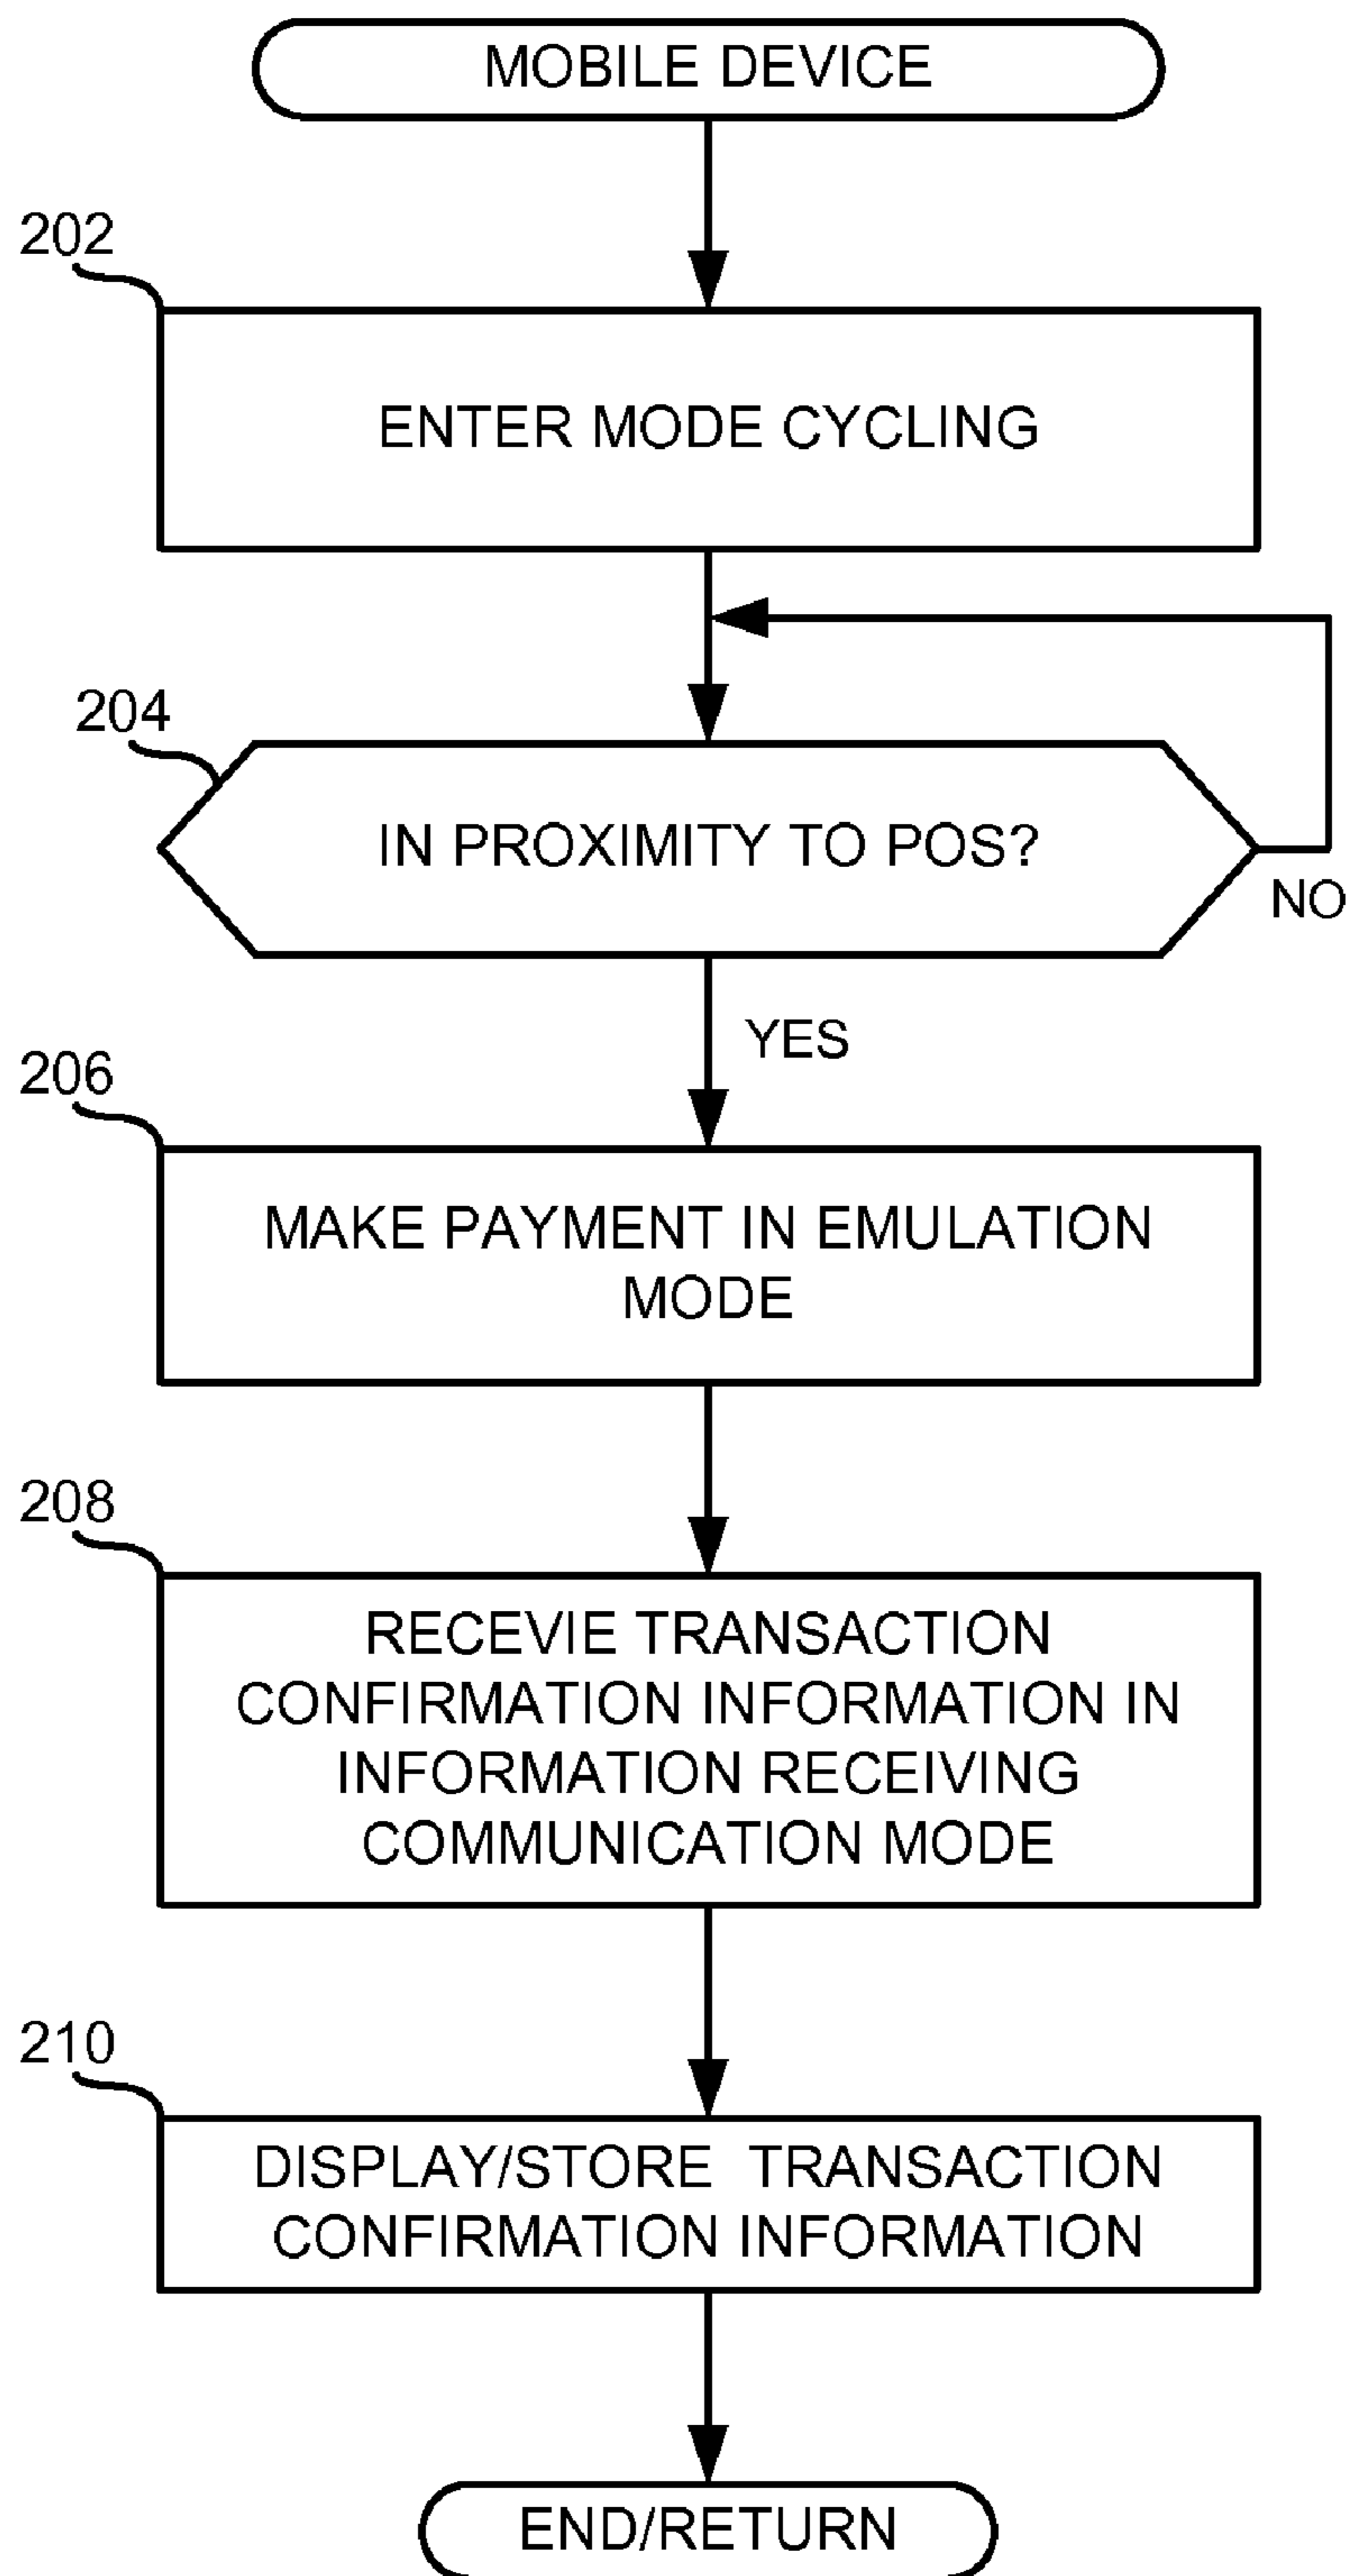 MOBILE DEVICE
202
ENTER MODE CYCLING
204
IN PROXIMITY TO POS?
NO
YES
206
MAKE PAYMENT IN EMULATION
MODE
208
RECEVIE TRANSACTION
CONFIRMATION INFORMATION IN
INFORMATION RECEIVING
COMMUNICATION MODE
210
DISPLAY/STORE TRANSACTION
CONFIRMATION INFORMATION
END/RETURN